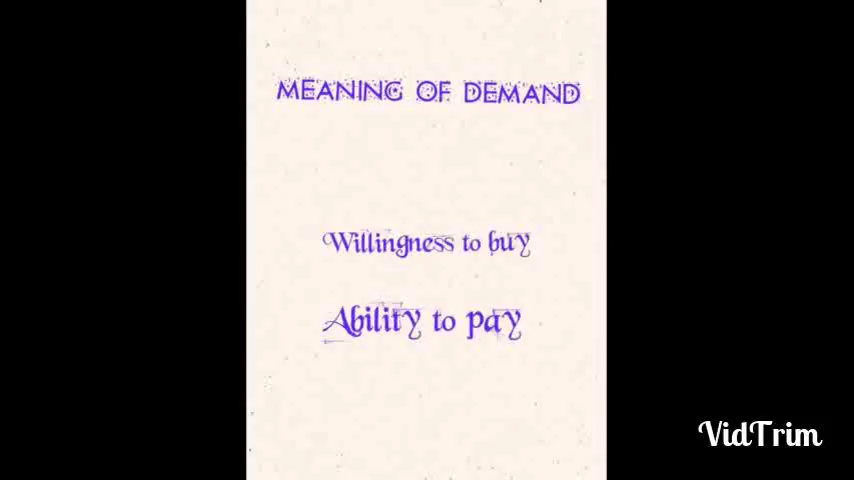 MEANING OF DEMAND
Willingness to buy
Ability to pay
VidTrim